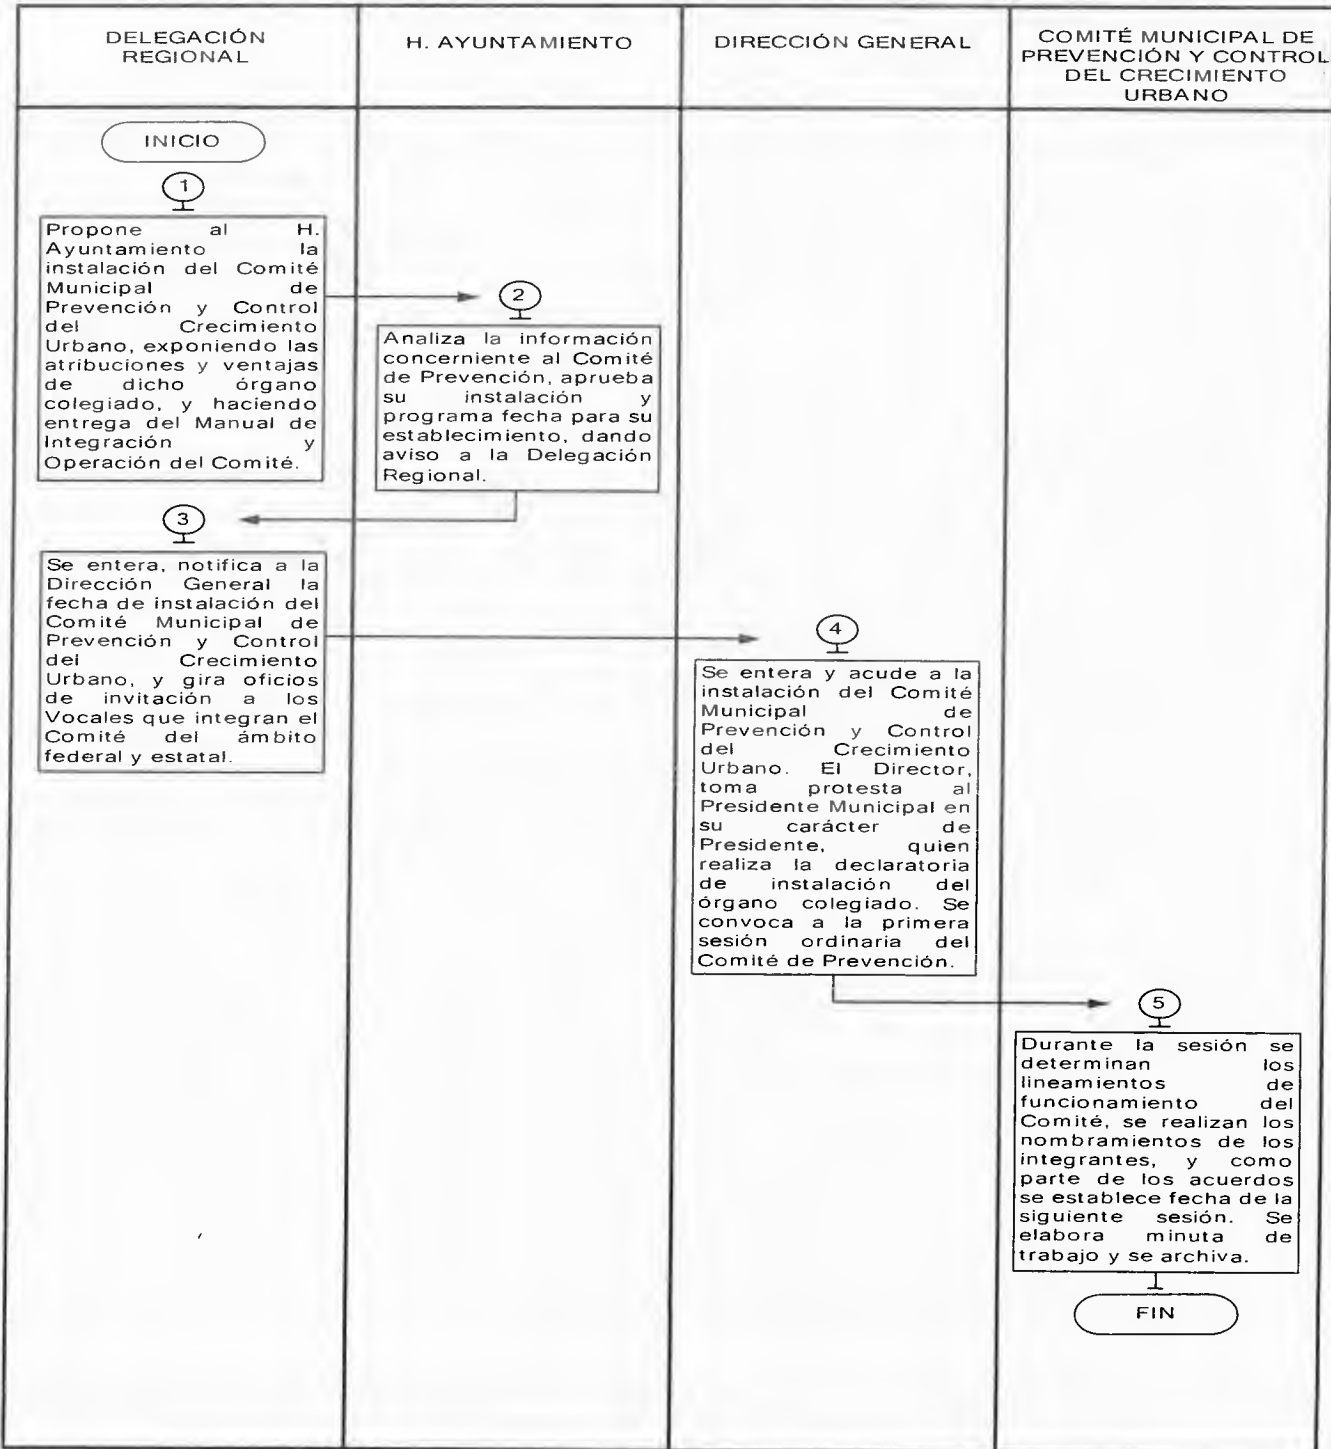 DELEGACIÓN
REGIONAL
H. AYUNTAMIENTO
DIRECCIÓN GENERAL
COMITÉ MUNICIPAL DE
PREVENCIÓN Y CONTROL
DEL CRECIMIENTO
URBANO
INICIO
1
Propone al H.
Ayuntamiento la
instalación del Comité
Municipal de
Prevención y Control
del Crecimiento
Urbano, exponiendo las
atribuciones y ventajas
de dicho órgano
colegiado, y haciendo
entrega del Manual de
Integración y
Operación del Comité.
2
Analiza la información
concerniente al Comité
de Prevención, aprueba
su instalación y
programa fecha para su
establecimiento, dando
aviso a la Delegación
Regional.
3
Se entera, notifica a la
Dirección General la
fecha de instalación del
Comité Municipal de
Prevención y Control
del Crecimiento
Urbano, y gira oficios
de invitación a los
Vocales que integran el
Comité del ámbito
federal y estatal.
4
Se entera y acude a la
instalación del Comité
Municipal de
Prevención y Control
del Crecimiento
Urbano. El Director,
toma protesta al
Presidente Municipal en
su carácter de
Presidente, quien
realiza la declaratoria
de instalación del
órgano colegiado. Se
convoca a la primera
sesión ordinaria del
Comité de Prevención.
5
Durante la sesión se
determinan los
lineamientos de
funcionamiento del
Comité, se realizan los
nombramientos de los
integrantes, y como
parte de los acuerdos
se establece fecha de la
siguiente sesión. Se
elabora minuta de
trabajo y se archiva.
FIN